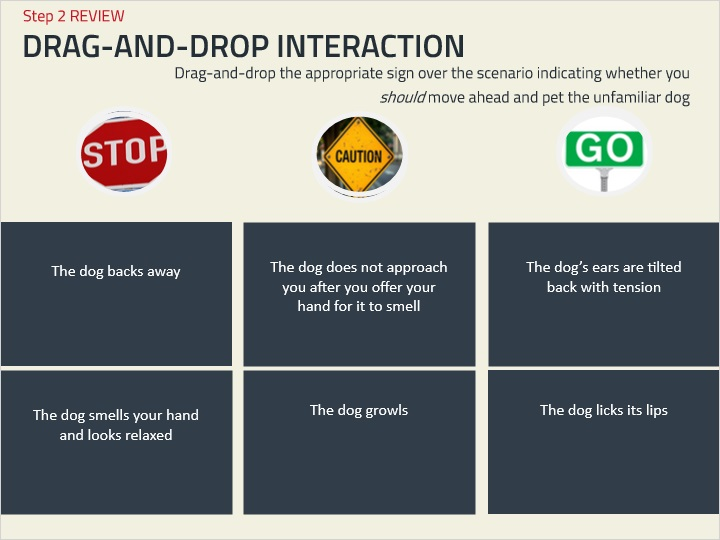 Step 2 REVIEW
DRAG-AND-DROP INTERACTION
Drag-and-drop the appropriate sign over the scenario indicating whether you
should move ahead and pet the unfamiliar dog
STOP
CAUTION
GO
The dog backs away
The dog does not approach
you after you offer your
hand for it to smell
The dog’s ears are tilted
back with tension
The dog smells your hand
and looks relaxed
The dog growls
The dog licks its lips